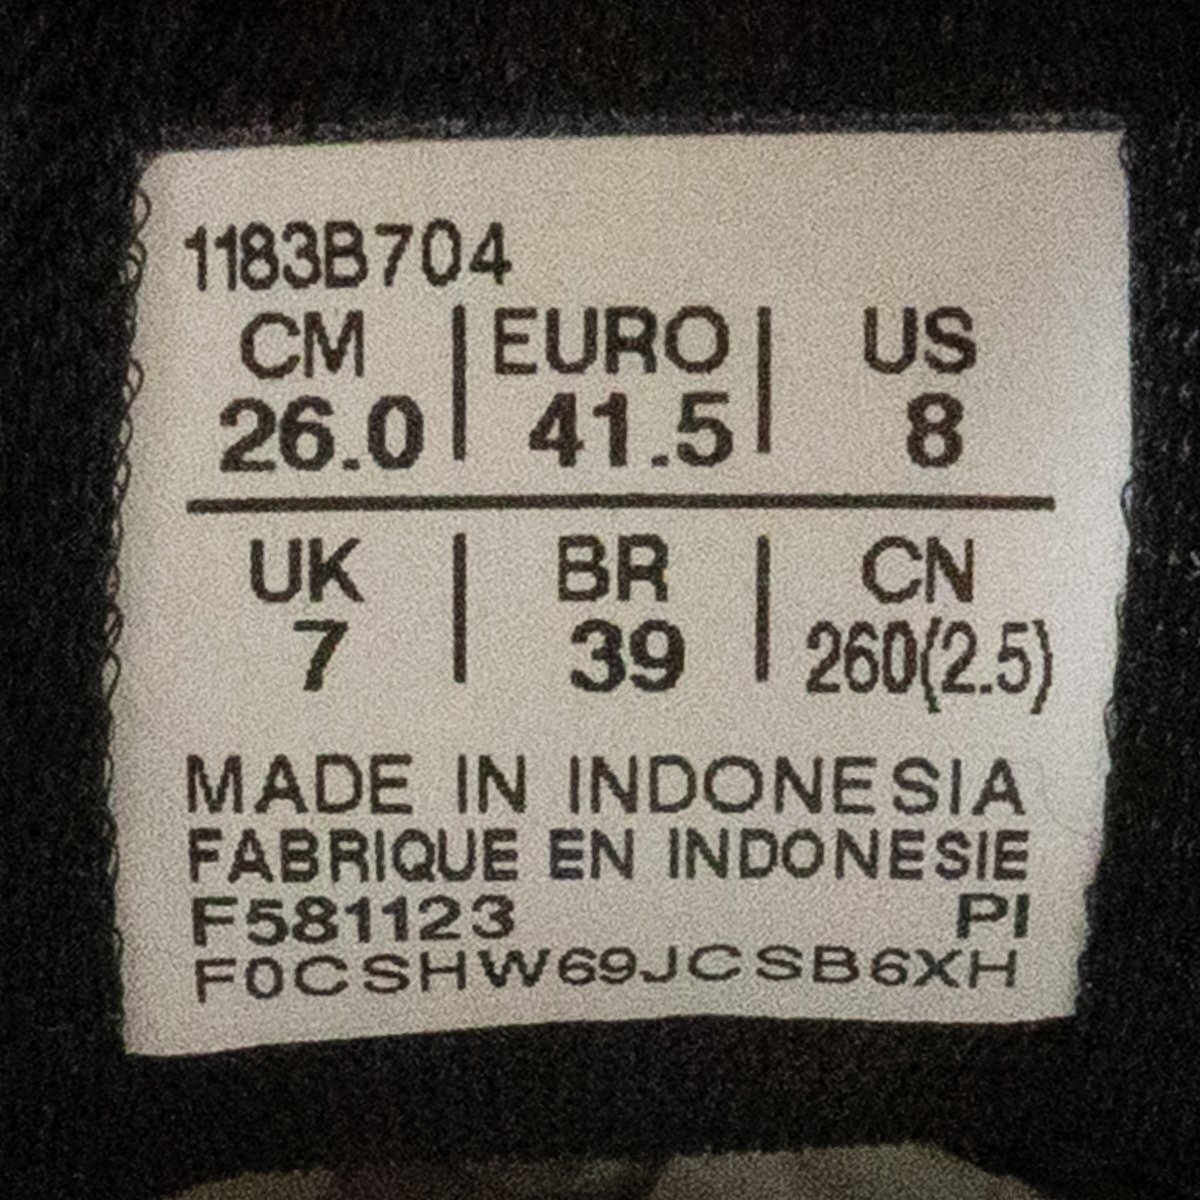 1183B704
CM EURO US
26.0 41.5 8
UK BR CN
7 39 260(2.5)
MADE IN INDONESIA
FABRIQUE EN INDONESIE
F581123 PI
F0CSHW69JCSB6XH